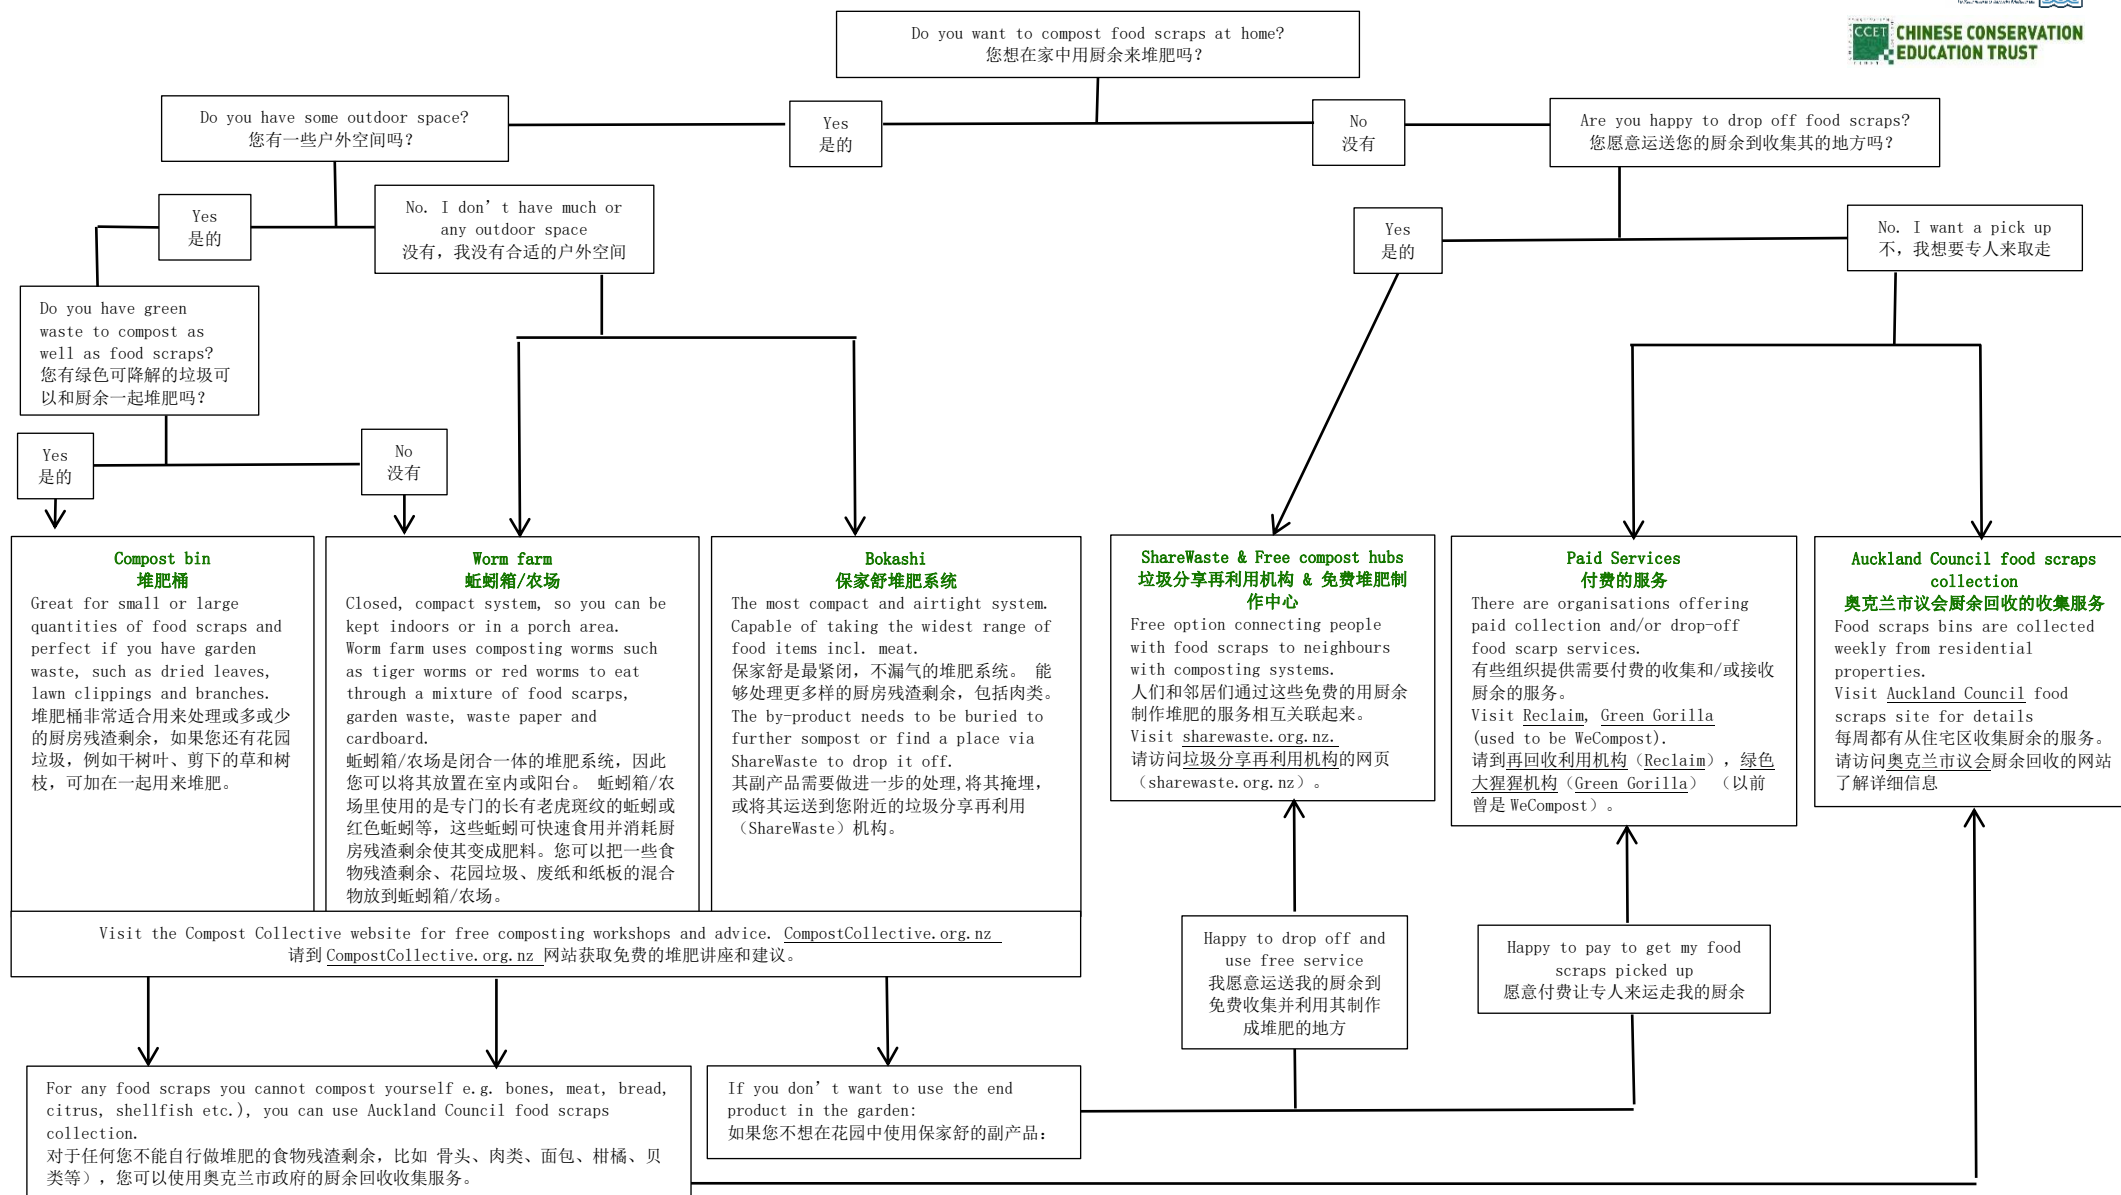 CCET CHINESE CONSERVATION
EDUCATION TRUST
Do you want to compost food scraps at home?
您想在家中用厨余来堆肥吗?
Do you have some outdoor space?
您有一些户外空间吗?
Yes
是的
No
没有
Are you happy to drop off food scraps?
您愿意运送您的厨余到收集其的地方吗?
Yes
是的
No. I don't have much or
any outdoor space
没有，我没有合适的户外空间
Yes
是的
No. I want a pick up
不，我想要专人来取走
Do you have green
waste to compost as
well as food scraps?
您有绿色可降解的垃圾可
以和厨余一起堆肥吗?
Yes
是的
No
没有
Compost bin
堆肥桶
Great for small or large
quantities of food scraps and
perfect if you have garden
waste, such as dried leaves,
lawn clippings and branches.
堆肥桶非常适合用来处理或多或少
的厨房残渣剩余，如果您还有花园
垃圾，例如干树叶、剪下的草和树
枝，可加在一起用来堆肥。
Worm farm
蚯蚓箱/农场
Closed, compact system, so you can be
kept indoors or in a porch area.
Worm farm uses composting worms such
as tiger worms or red worms to eat
through a mixture of food scarps,
garden waste, waste paper and
cardboard.
蚯蚓箱/农场是闭合一体的堆肥系统，因此
您可以将其放置在室内或阳台。 蚯蚓箱/农
场里使用的是专门的长有老虎斑纹的蚯蚓或
红色蚯蚓等，这些蚯蚓可快速食用并消耗厨
房残渣剩余使其变成肥料。您可以把一些食
物残渣剩余、花园垃圾、废纸和纸板的混合
物放到蚯蚓箱/农场。
Bokashi
保家舒堆肥系统
The most compact and airtight system.
Capable of taking the widest range of
food items incl. meat.
保家舒是最紧闭，不漏气的堆肥系统。 能
够处理更多样的厨房残渣剩余，包括肉类。
The by-product needs to be buried to
further sompost or find a place via
ShareWaste to drop it off.
其副产品需要做进一步的处理,将其掩埋，
或将其运送到您附近的垃圾分享再利用
（ShareWaste）机构。
ShareWaste & Free compost hubs
垃圾分享再利用机构 & 免费堆肥制
作中心
Free option connecting people
with food scraps to neighbours
with composting systems.
人们和邻居们通过这些免费的用厨余
制作堆肥的服务相互关联起来。
Visit sharewaste.org.nz.
请访问垃圾分享再利用机构的网页
（sharewaste.org.nz）。
Paid Services
付费的服务
There are organisations offering
paid collection and/or drop-off
food scarp services.
有些组织提供需要付费的收集和/或接收
厨余的服务。
Visit Reclaim, Green Gorilla
(used to be WeCompost).
请到再回收利用机构（Reclaim），绿色
大猩猩机构（Green Gorilla） （以前
曾是 WeCompost）。
Auckland Council food scraps
collection
奥克兰市议会厨余回收的收集服务
Food scraps bins are collected
weekly from residential
properties.
Visit Auckland Council food
scraps site for details
每周都有从住宅区收集厨余的服务。
请访问奥克兰市议会厨余回收的网站
了解详细信息
Visit the Compost Collective website for free composting workshops and advice. CompostCollective.org.nz
请到 CompostCollective.org.nz 网站获取免费的堆肥讲座和建议。
Happy to drop off and
use free service
我愿意运送我的厨余到
免费收集并利用其制作
成堆肥的地方
Happy to pay to get my food
scraps picked up
愿意付费让专人来运走我的厨余
For any food scraps you cannot compost yourself e.g. bones, meat, bread,
citrus, shellfish etc.), you can use Auckland Council food scraps
collection.
对于任何您不能自行做堆肥的食物残渣剩余，比如 骨头、肉类、面包、柑橘、贝
类等），您可以使用奥克兰市政府的厨余回收收集服务。
If you don't want to use the end
product in the garden:
如果您不想在花园中使用保家舒的副产品：